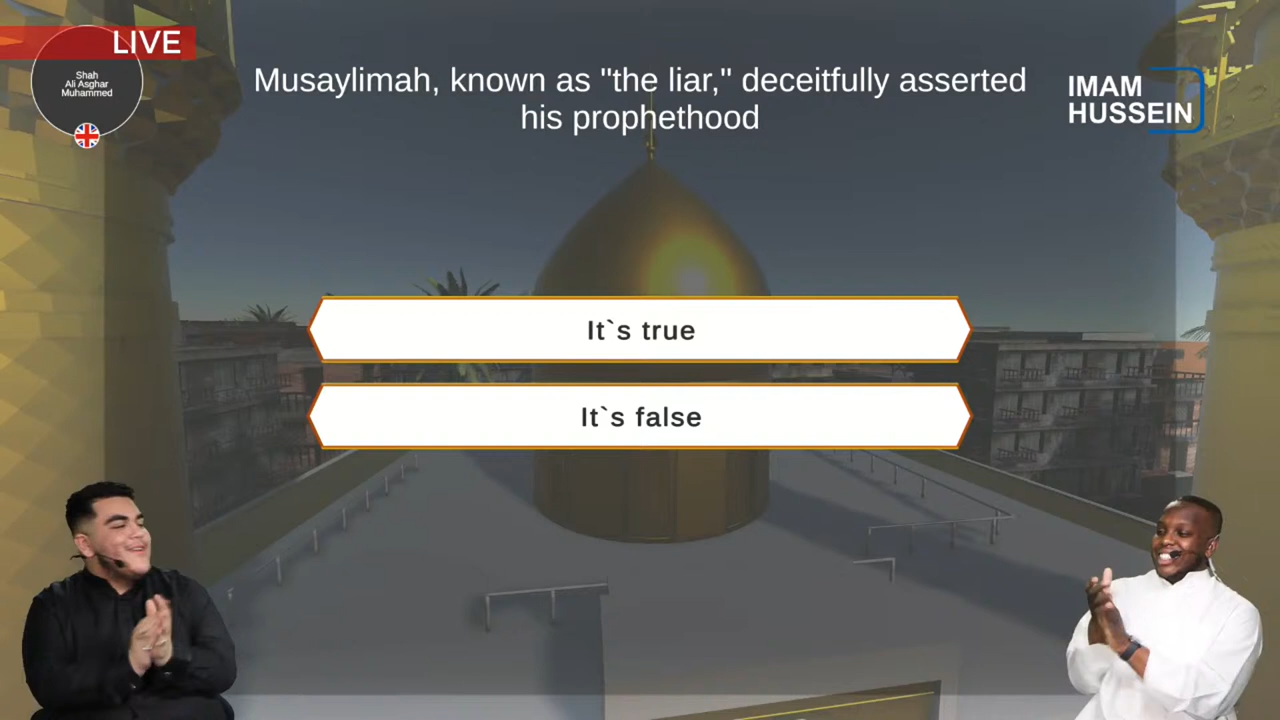 LIVE
Shah
Ali Asghar
Muhammed
Musaylimah, known as "the liar," deceitfully asserted
his prophethood
IMAM
HUSSEIN
It`s true
It`s false